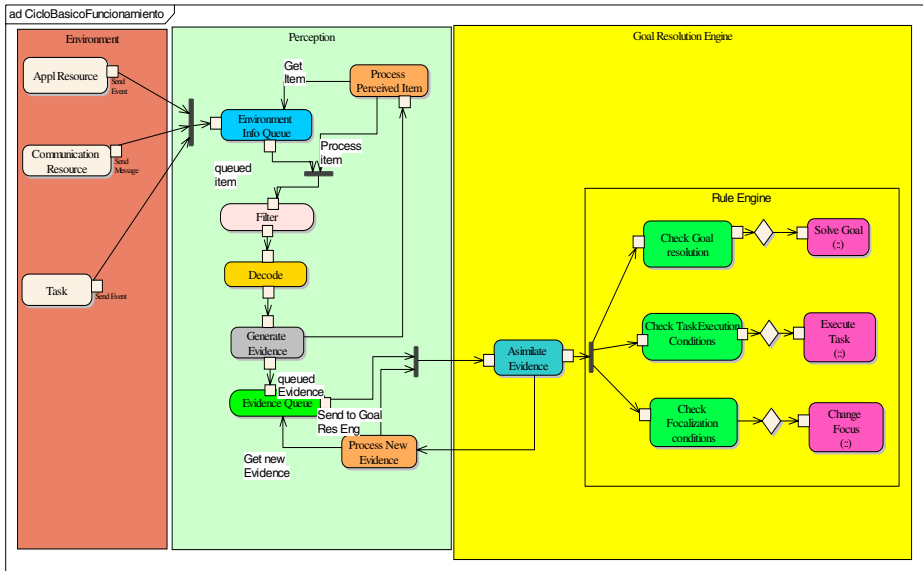 ad CicloBasicoFuncionamiento
Environment
Perception
Goal Resolution Engine
Appl Resource
Send
Event
Communication
Resource
Send
Message
Task
Send Event
Get
Item
Process
Perceived Item
Environment
Info Queue
Process
item
queued
item
Filter
Decode
Generate
Evidence
queued
Evidence
Evidence Queue
Send to Goal
Res Eng
Process New
Evidence
Get new
Evidence
Asimilate
Evidence
Rule Engine
Check Goal
resolution
Solve Goal
(::)
Check TaskExecution
Conditions
Execute
Task
(::)
Check
Focalization
conditions
Change
Focus
(::)